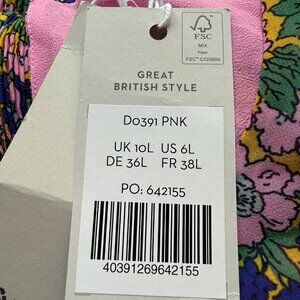 FSC
MIX
Paper
FSC® C120609
GREAT
BRITISH STYLE
D0391 PNK
UK 10L US 6L
DE 36L FR 38L
PO: 642155
40391269642155